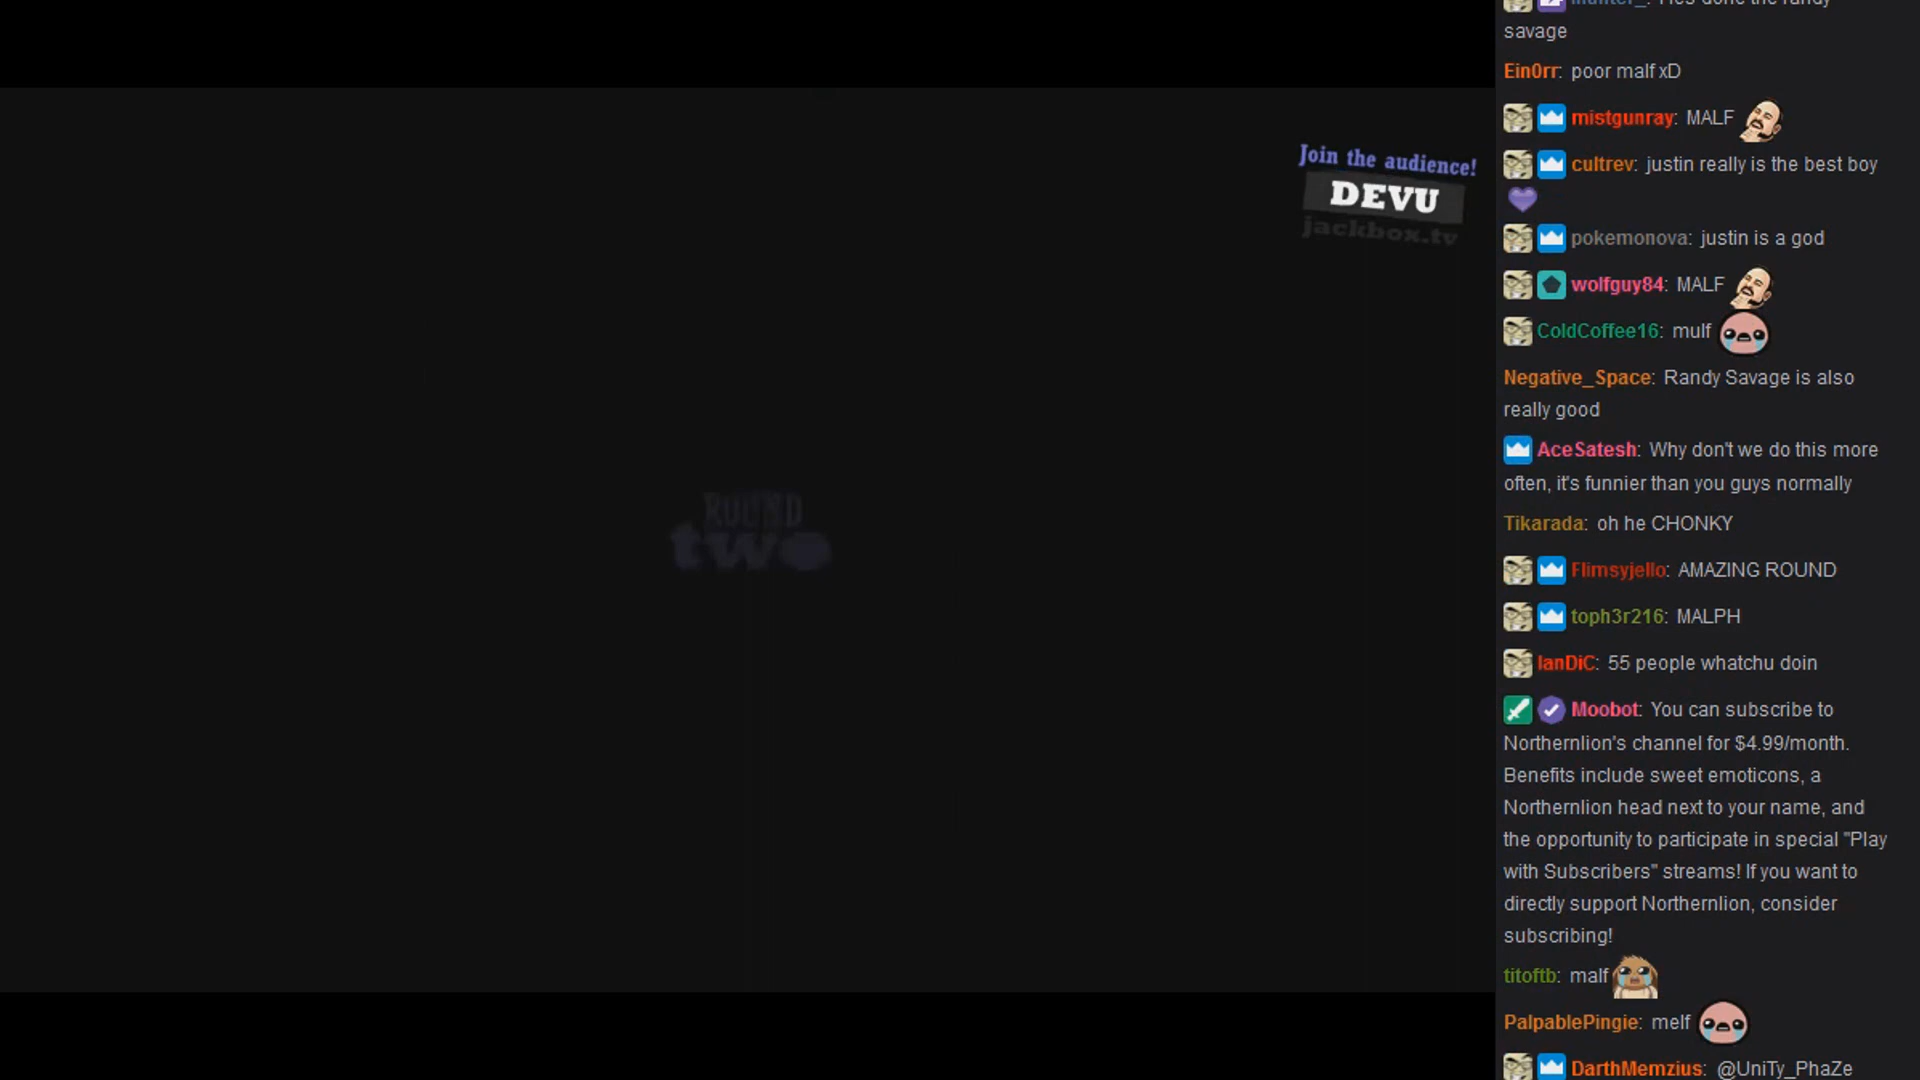 Join the audience!
DEVU
jackbox.tv
ROUND
two
savage
Ein0rr: poor malf xD
mistgunray: MALF
cultrev: justin really is the best boy
pokemonova: justin is a god
wolfguy84: MALF
ColdCoffee16: mulf
Negative_Space: Randy Savage is also
really good
AceSatesh: Why don't we do this more
often, it's funnier than you guys normally
Tikarada: oh he CHONKY
Flimsyjello: AMAZING ROUND
toph3r216: MALPH
IanDiC: 55 people whatchu doin
Moobot: You can subscribe to
Northernlion's channel for $4.99/month.
Benefits include sweet emoticons, a
Northernlion head next to your name, and
the opportunity to participate in special "Play
with Subscribers" streams! If you want to
directly support Northernlion, consider
subscribing!
titoftb: malf
PalpablePingie: melf
DarthMemzius: @UniTy_PhaZe